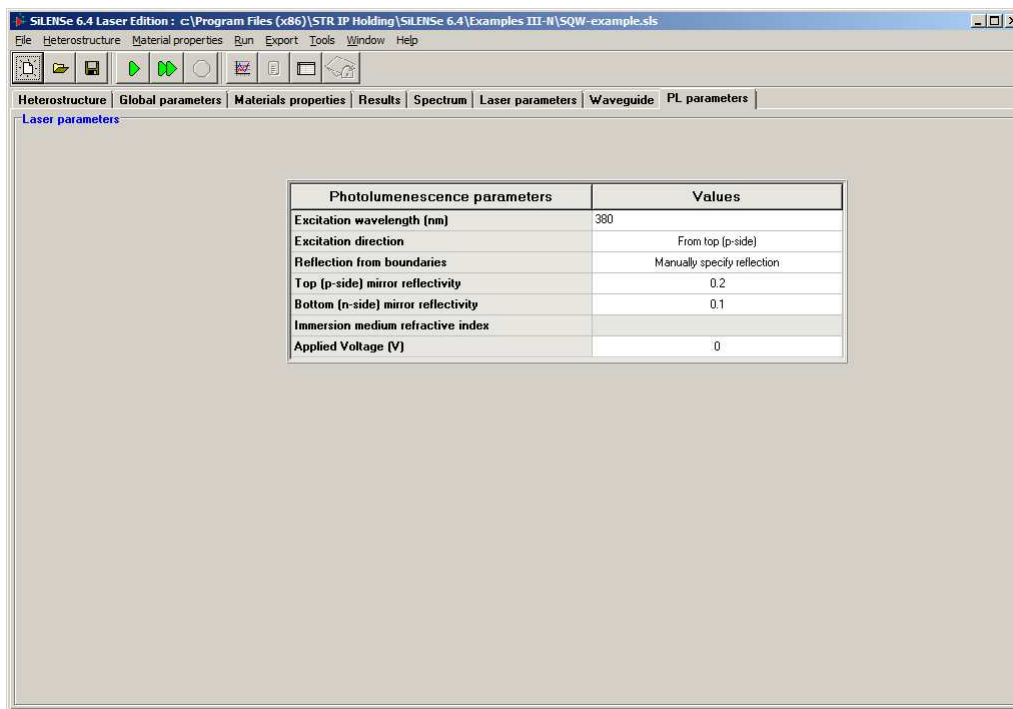 SiLENSe 6.4 Laser Edition : c:\Program Files (x86)\STR IP Holding\SiLENSe 6.4\Examples III-N\SQW-example.sls
File Heterostructure Material properties Run Export Tools Window Help
Heterostructure Global parameters Materials properties Results Spectrum Laser parameters Waveguide PL parameters
Laser parameters
Photolumenescence parameters Values
Excitation wavelength (nm) 380
Excitation direction From top (p-side)
Reflection from boundaries Manually specify reflection
Top (p-side) mirror reflectivity 0.2
Bottom (n-side) mirror reflectivity 0.1
Immersion medium refractive index
Applied Voltage (V) 0